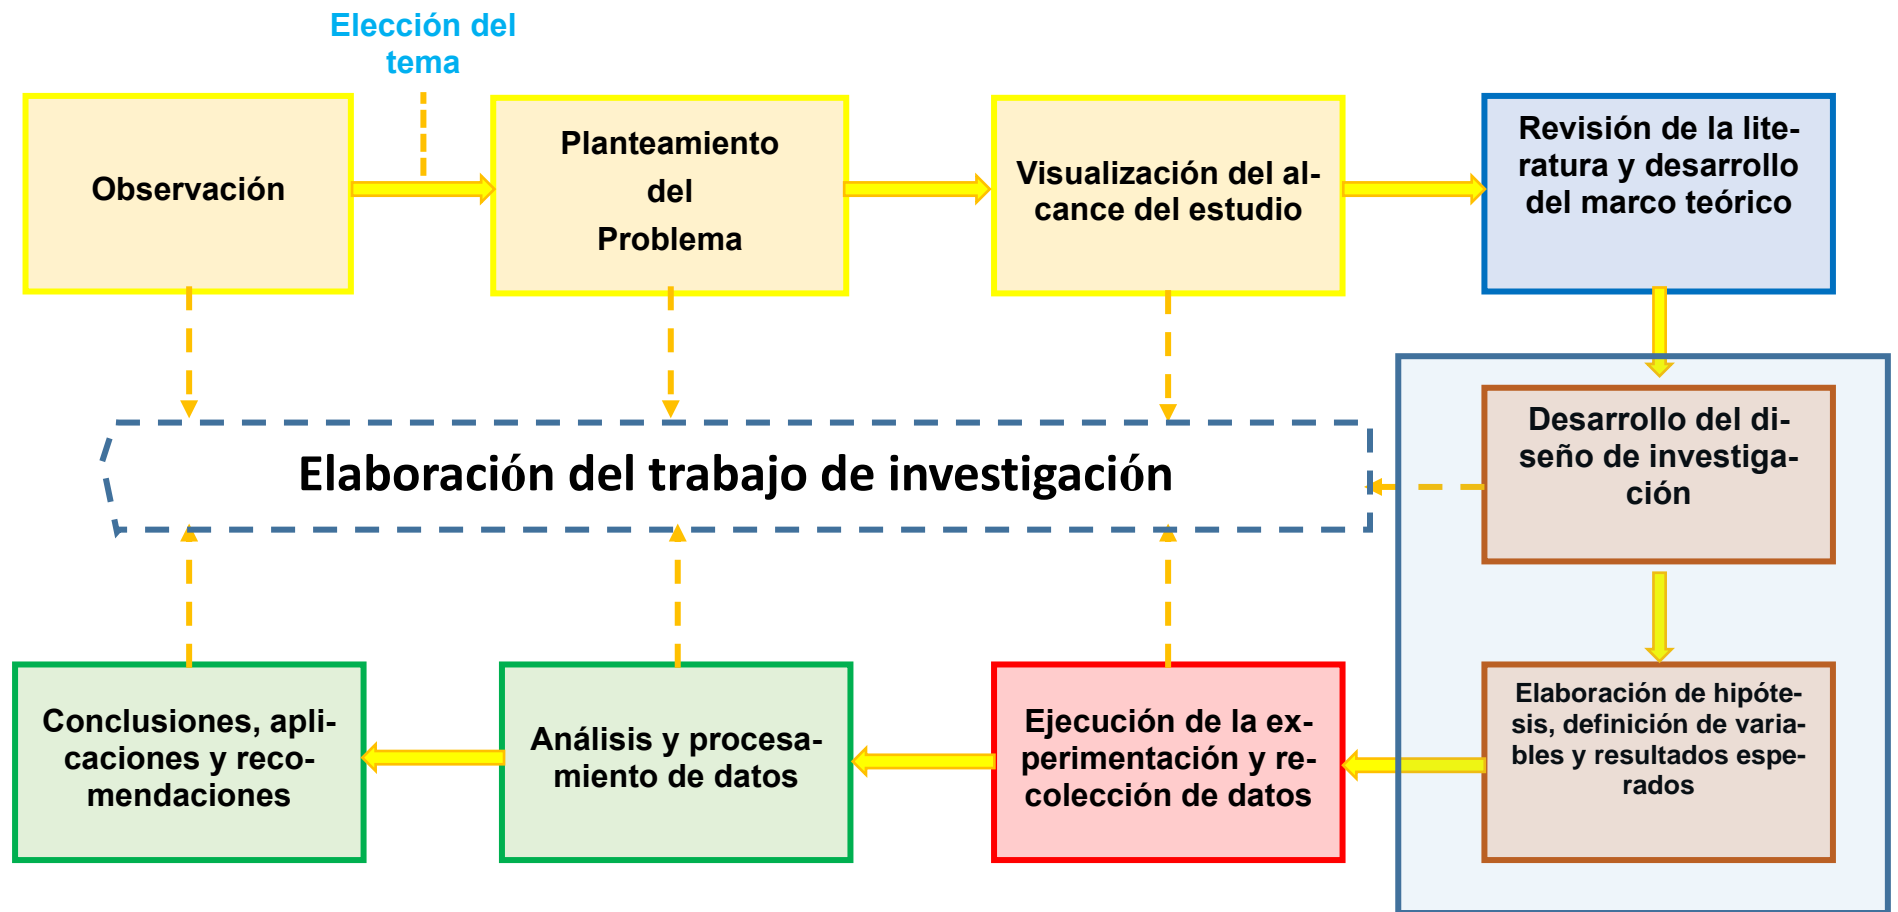 Elección del
tema
Observación
Planteamiento
del
Problema
Visualización del al-
cance del estudio
Revisión de la lite-
ratura y desarrollo
del marco teórico
Elaboración del trabajo de investigación
Desarrollo del di-
seño de investiga-
ción
Elaboración de hipóte-
sis, definición de varia-
bles y resultados espe-
rados
Ejecución de la ex-
perimentación y re-
colección de datos
Análisis y procesa-
miento de datos
Conclusiones, apli-
caciones y reco-
mendaciones